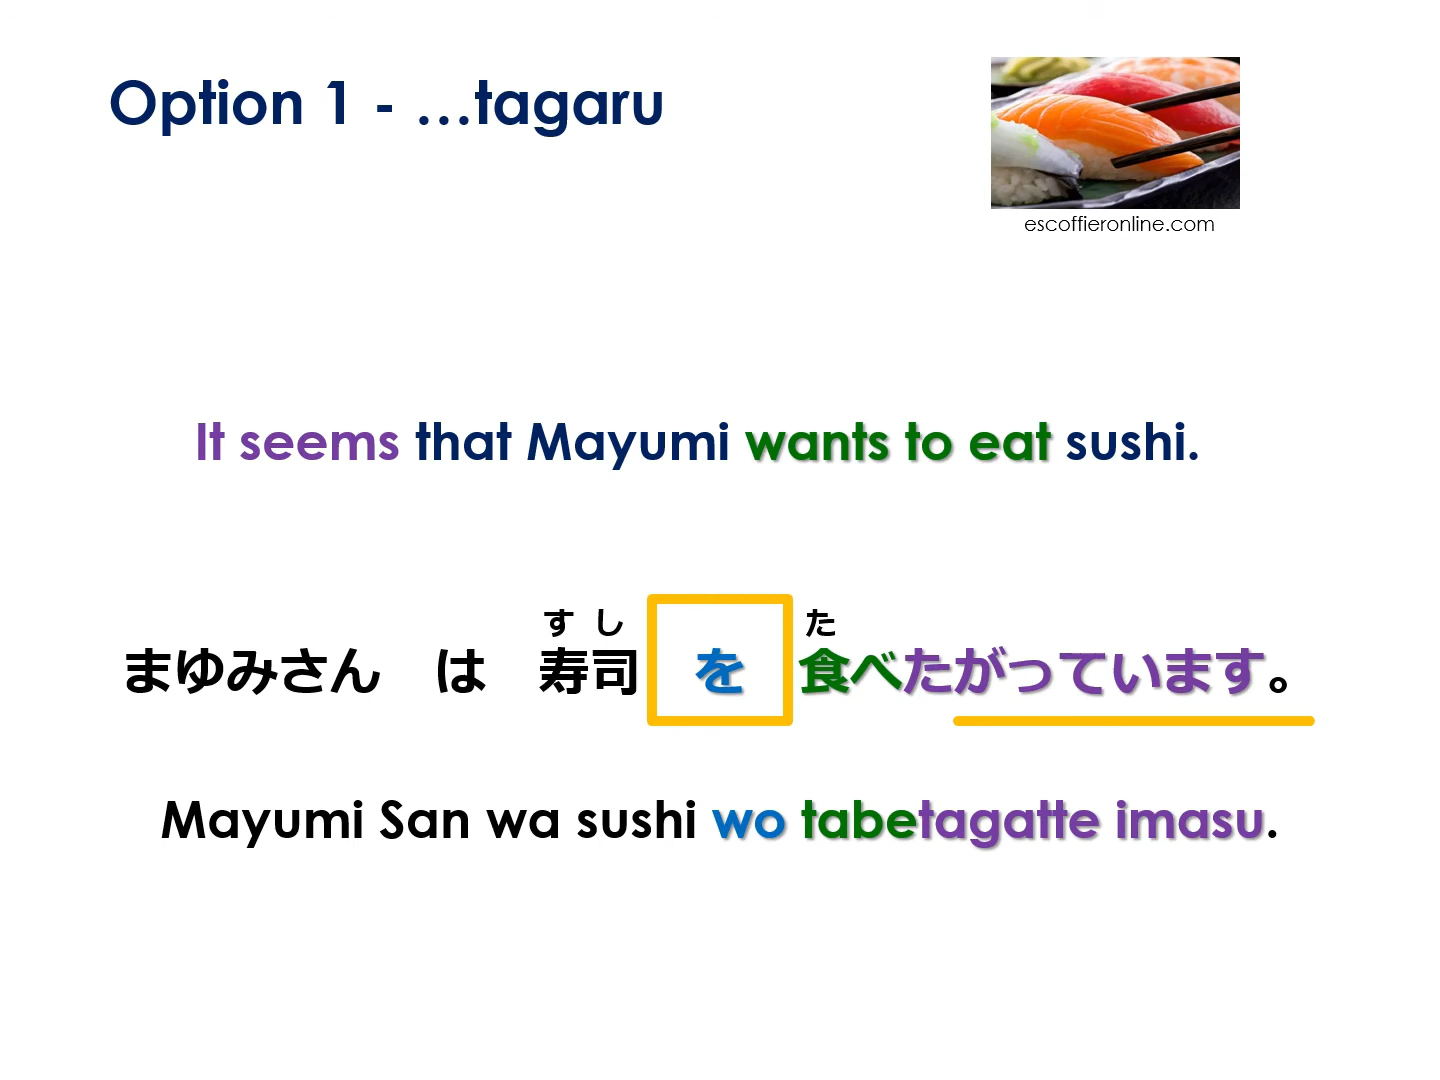 Option 1 - …tagaru
escoffieronline.com
It seems that Mayumi wants to eat sushi.
すし た
まゆみさん は 寿司 を 食べたがっています。
Mayumi San wa sushi wo tabetagatte imasu.